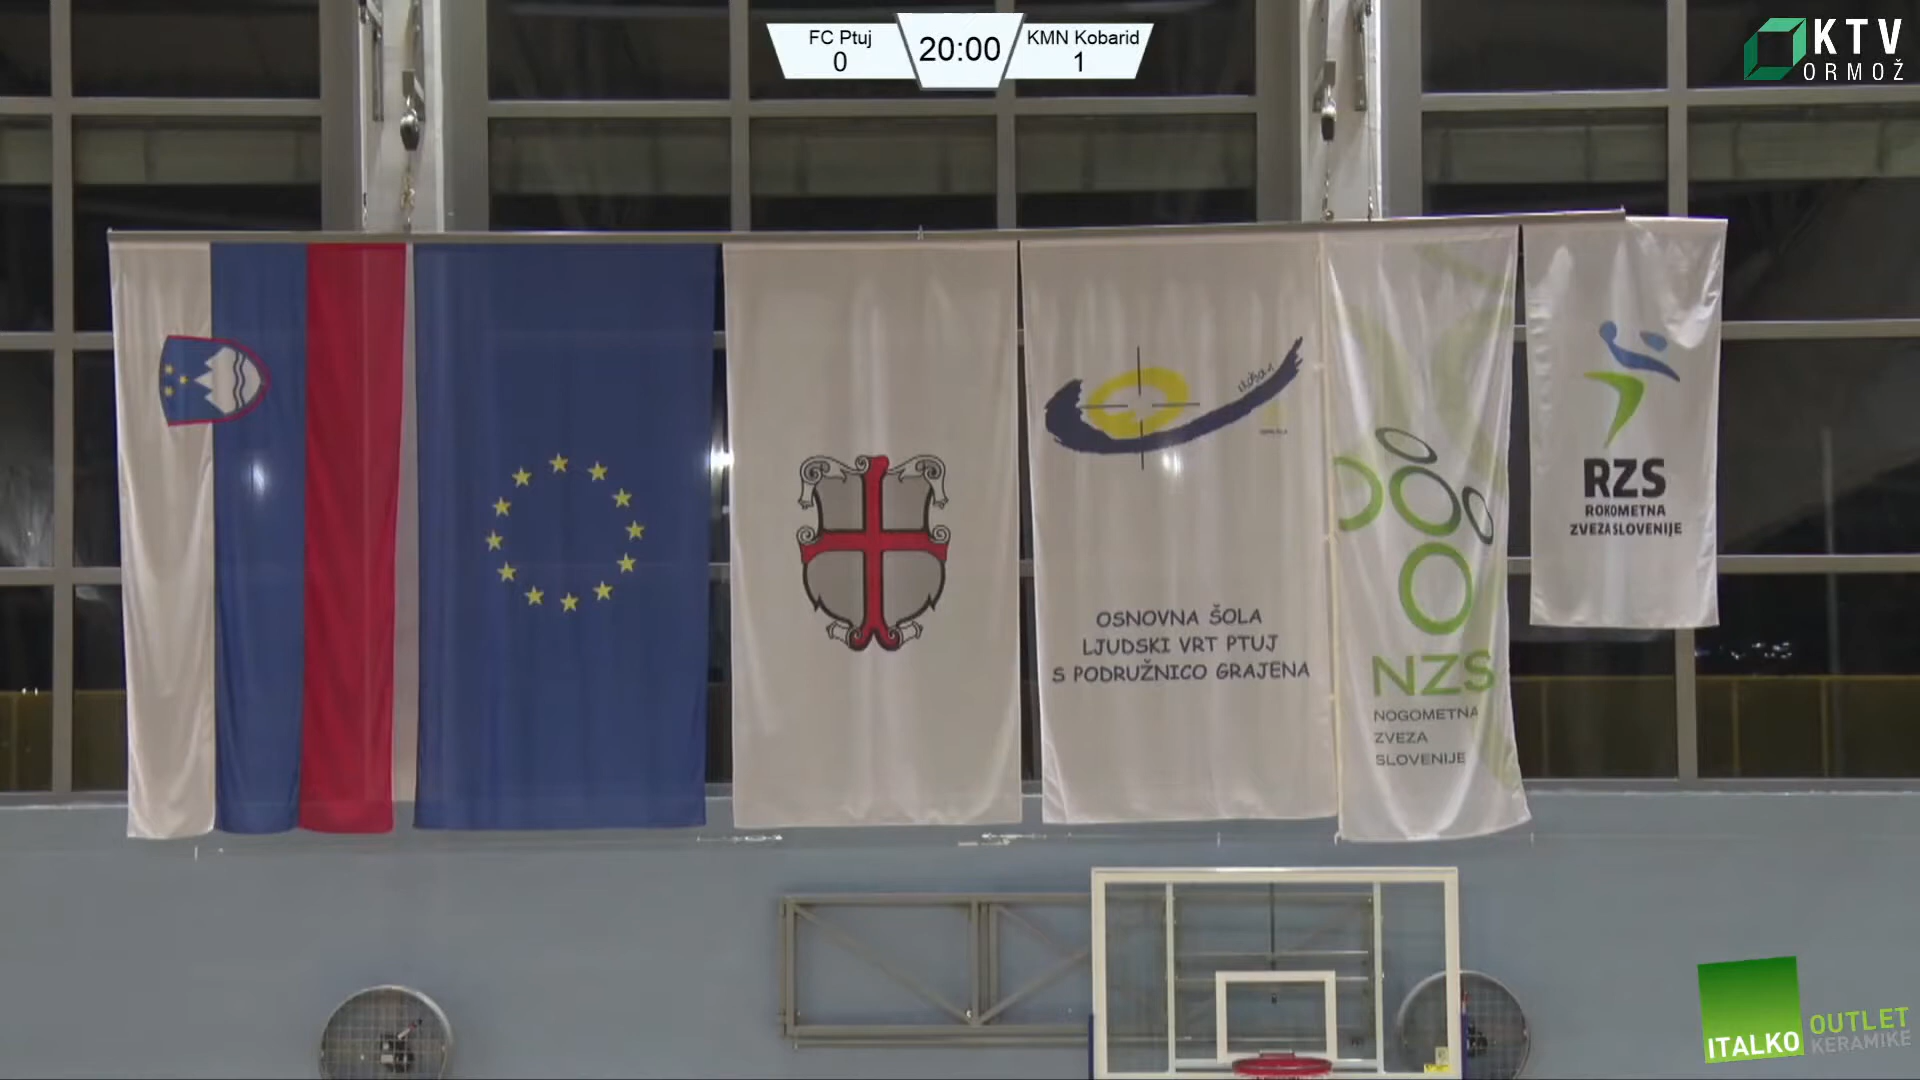 FC Ptuj
0
20:00
KMN Kobarid
1
KTV
ORMOŽ
OSNOVNA ŠOLA
LJUDSKI VRT PTUJ
S PODRUŽNICO GRAJENA
NZS
NOGOMETNA
ZVEZA
SLOVENIJE
RZS
ROKOMETNA
ZVEZA SLOVENIJE
ITALKO
OUTLET
KERAMIKE